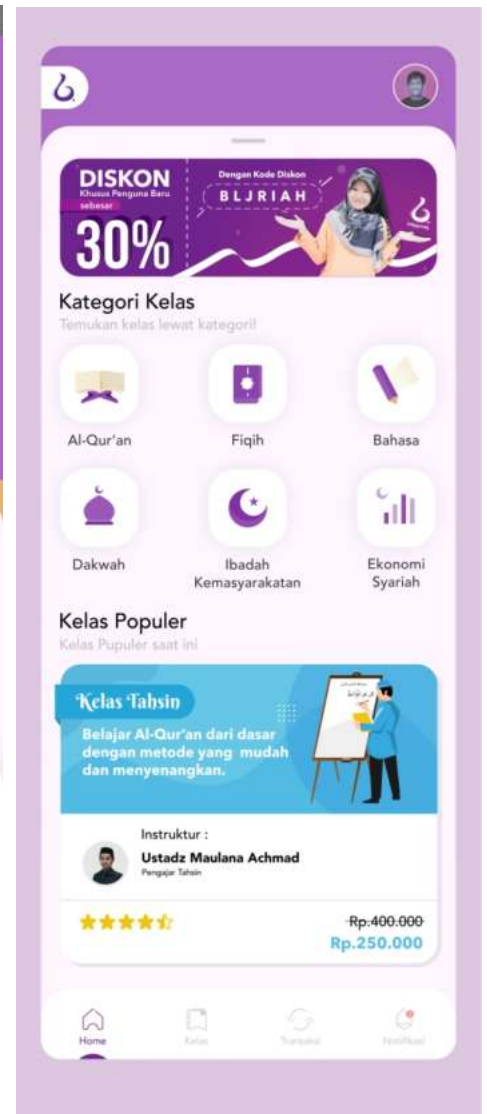 DISKON
Khusus Penguna Baru
sebesar
30%
Dengan Kode Diskon
BLJRIAH
Kategori Kelas
Temukan kelas lewat kategori!
Al-Qur'an
Fiqih
Bahasa
Dakwah
Ibadah
Kemasyarakatan
Ekonomi
Syariah
Kelas Populer
Kelas Pupuler saat ini
Kelas Tahsin
Belajar Al-Qur'an dari dasar
dengan metode yang mudah
dan menyenangkan.
Instruktur :
Ustadz Maulana Achmad
Pengajar Tahsin
Rp.400.000
Rp.250.000
Home
Kelas
Transaksi
Notifikasi